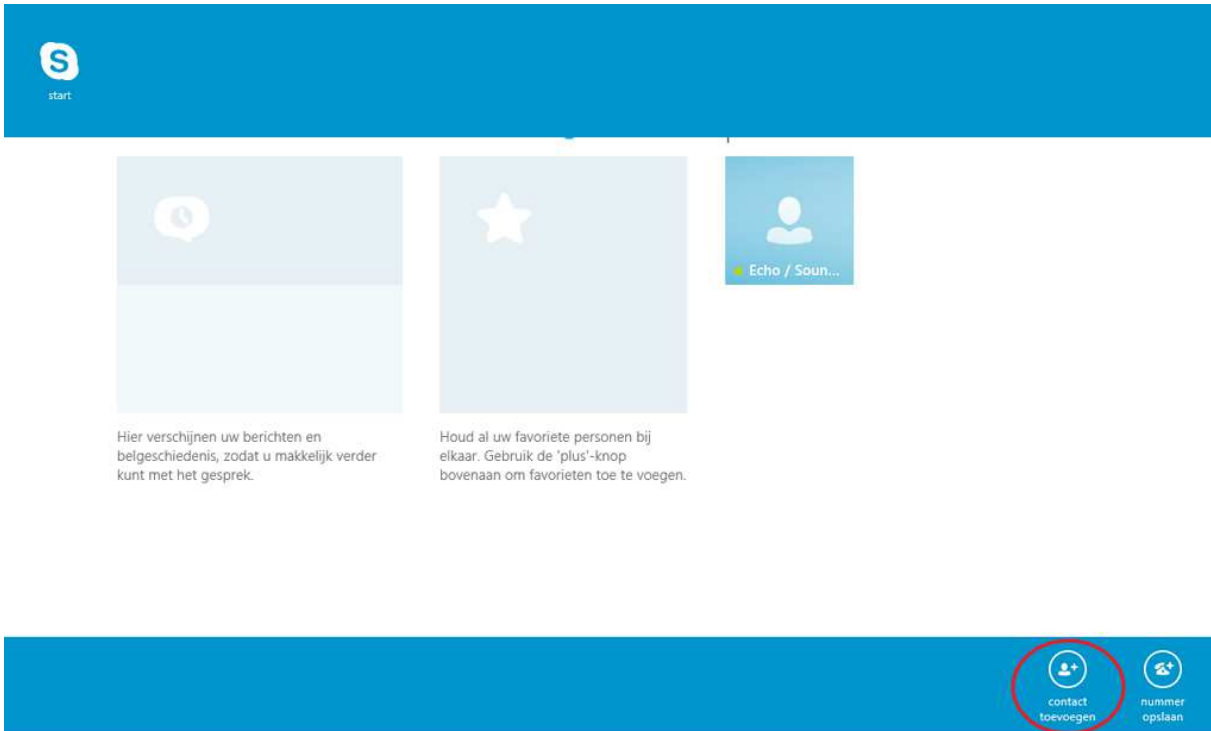 S
start
Echo / Soun...
Hier verschijnen uw berichten en
belgeschiedenis, zodat u makkelijk verder
kunt met het gesprek.
Houd al uw favoriete personen bij
elkaar. Gebruik de 'plus'-knop
bovenaan om favorieten toe te voegen.
contact
toevoegen
nummer
opslaan